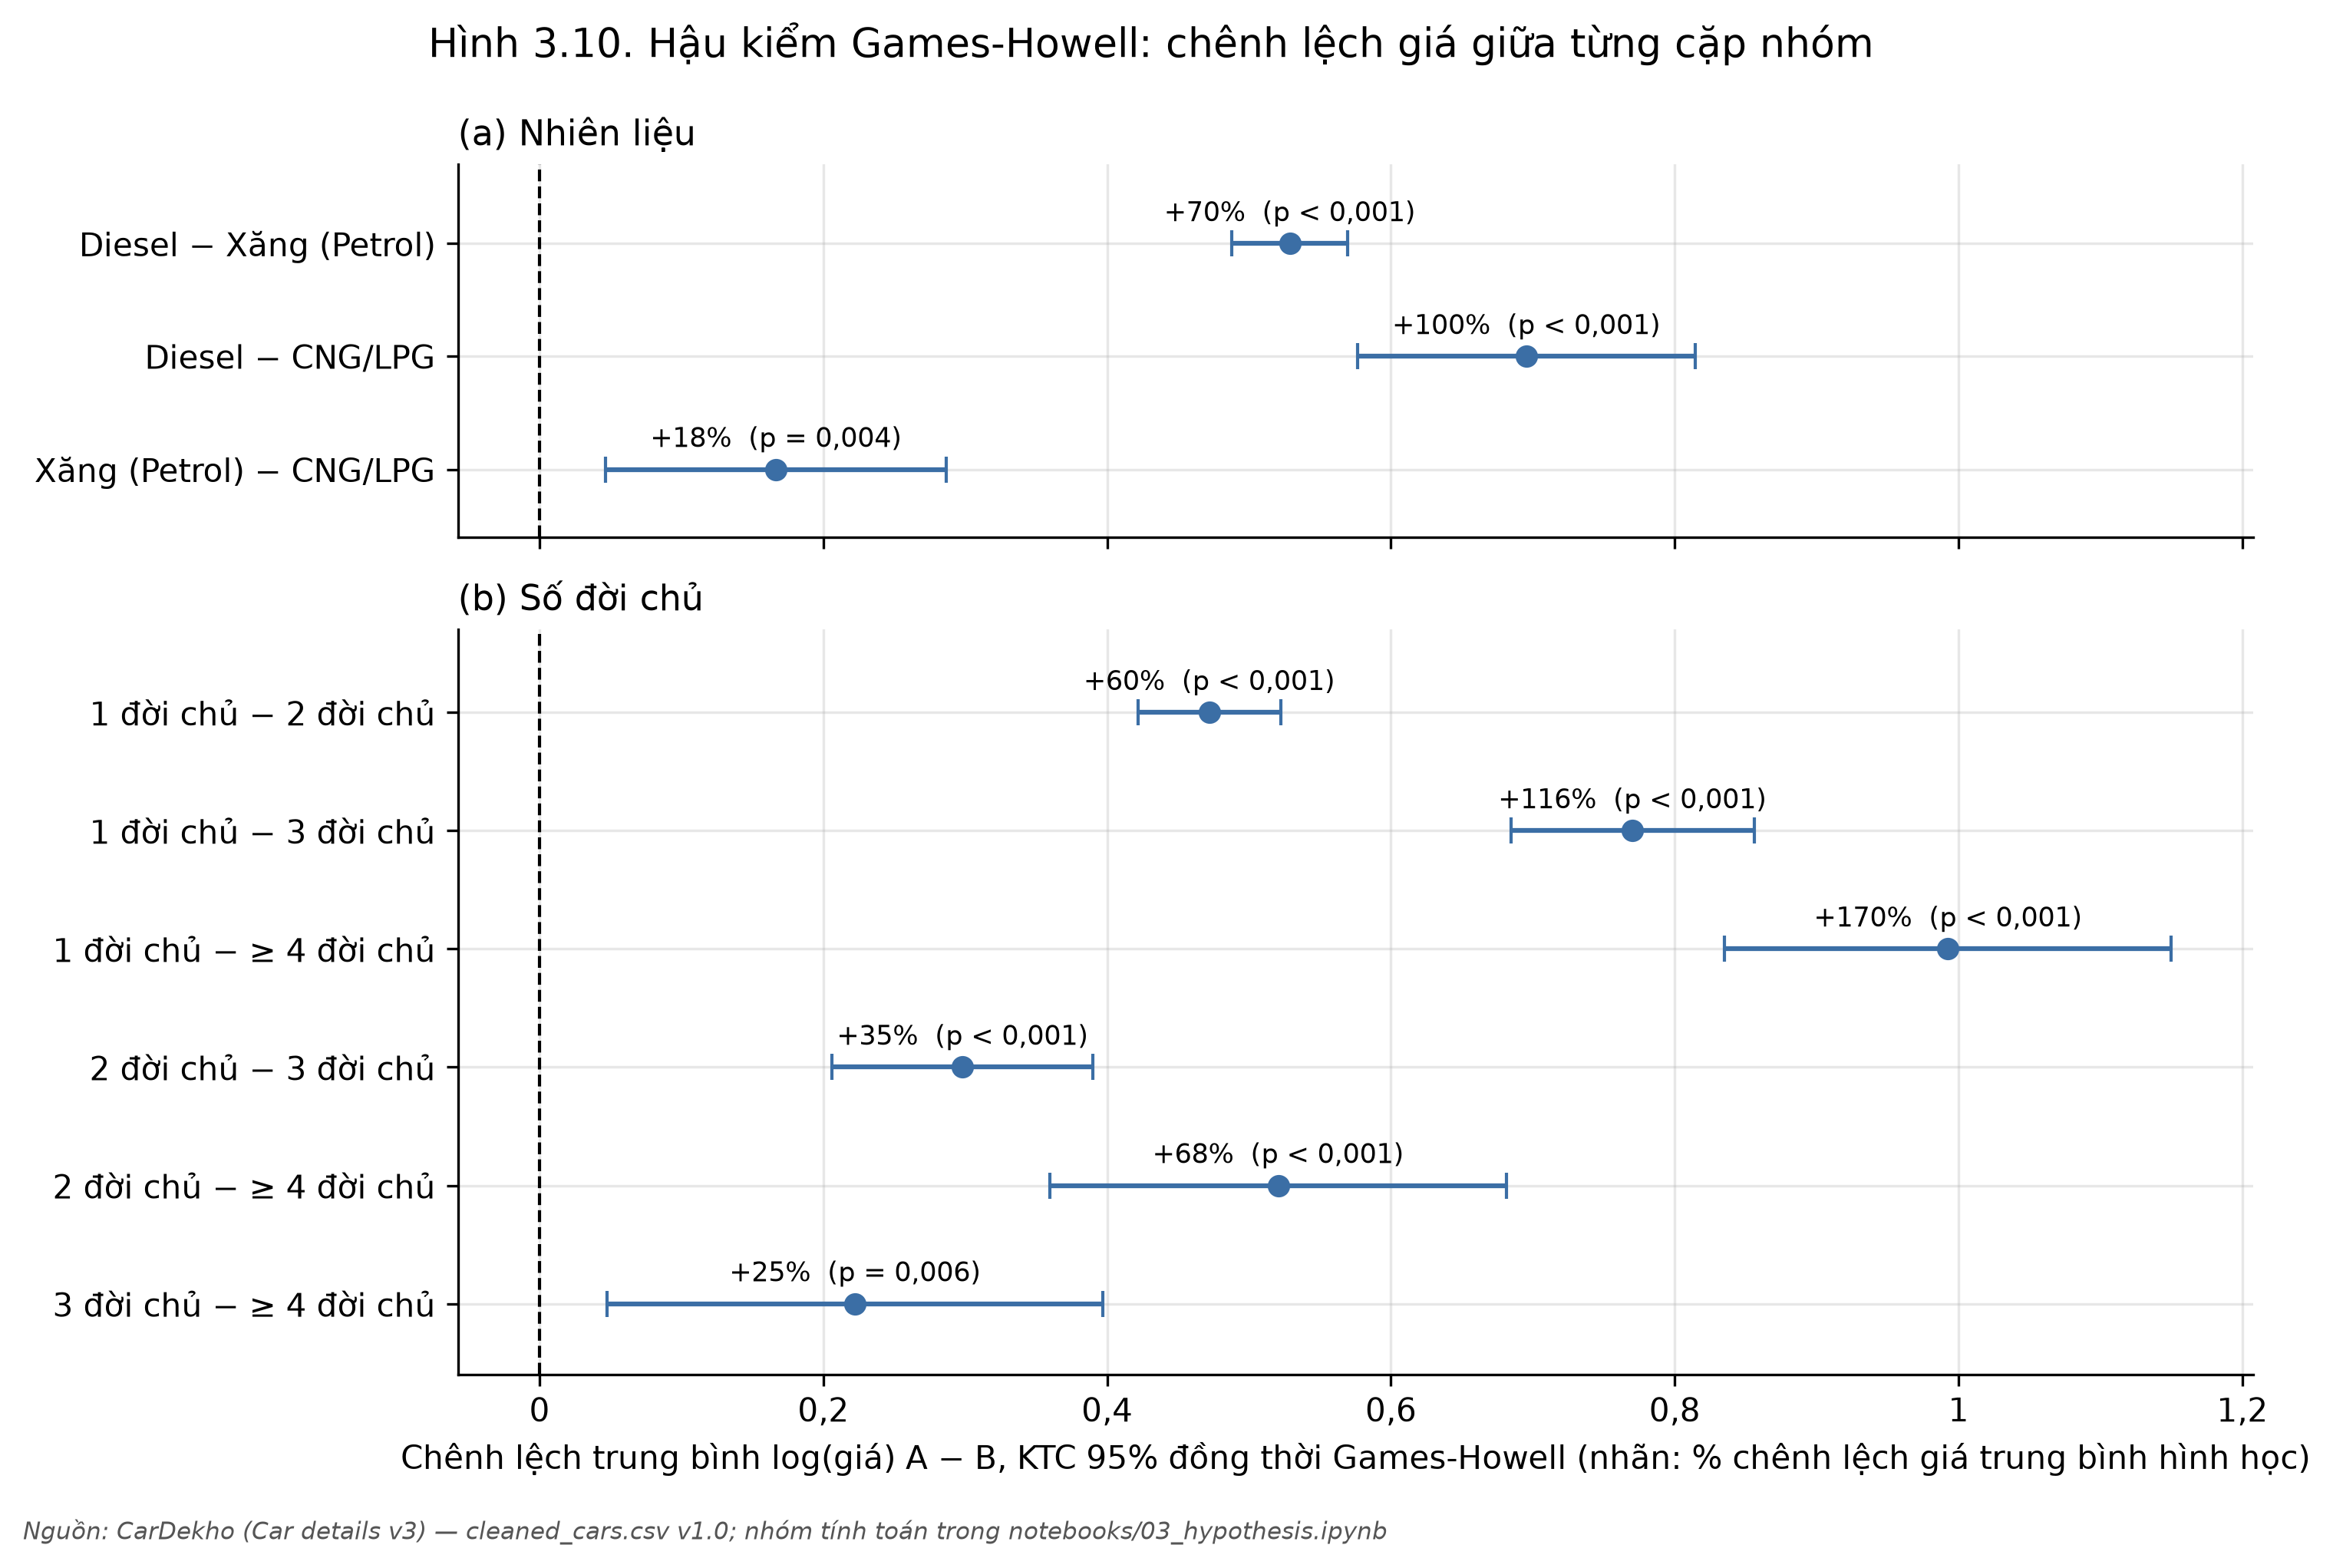 Hình 3.10. Hậu kiểm Games-Howell: chênh lệch giá giữa từng cặp nhóm
(a) Nhiên liệu
+70% (p < 0,001)
Diesel − Xăng (Petrol)
+100% (p < 0,001)
Diesel − CNG/LPG
+18% (p = 0,004)
Xăng (Petrol) − CNG/LPG
(b) Số đời chủ
+60% (p < 0,001)
1 đời chủ − 2 đời chủ
+116% (p < 0,001)
1 đời chủ − 3 đời chủ
+170% (p < 0,001)
1 đời chủ − ≥ 4 đời chủ
+35% (p < 0,001)
2 đời chủ − 3 đời chủ
+68% (p < 0,001)
2 đời chủ − ≥ 4 đời chủ
+25% (p = 0,006)
3 đời chủ − ≥ 4 đời chủ
0 0,2 0,4 0,6 0,8 1 1,2
Chênh lệch trung bình log(giá) A − B, KTC 95% đồng thời Games-Howell (nhãn: % chênh lệch giá trung bình hình học)
Nguồn: CarDekho (Car details v3) — cleaned_cars.csv v1.0; nhóm tính toán trong notebooks/03_hypothesis.ipynb